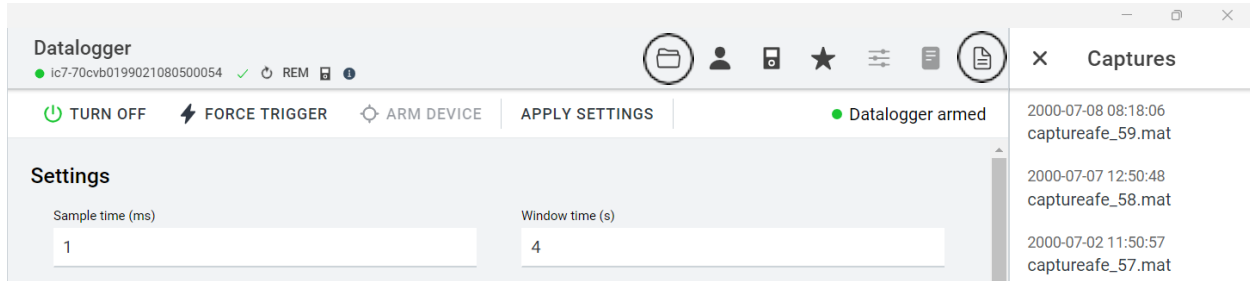 Datalogger
ic7-70cvb0199021080500054 REM
TURN OFF FORCE TRIGGER ARM DEVICE APPLY SETTINGS Datalogger armed
Settings
Sample time (ms) Window time (s)
1 4
Captures
2000-07-08 08:18:06
captureafe_59.mat
2000-07-07 12:50:48
captureafe_58.mat
2000-07-02 11:50:57
captureafe_57.mat